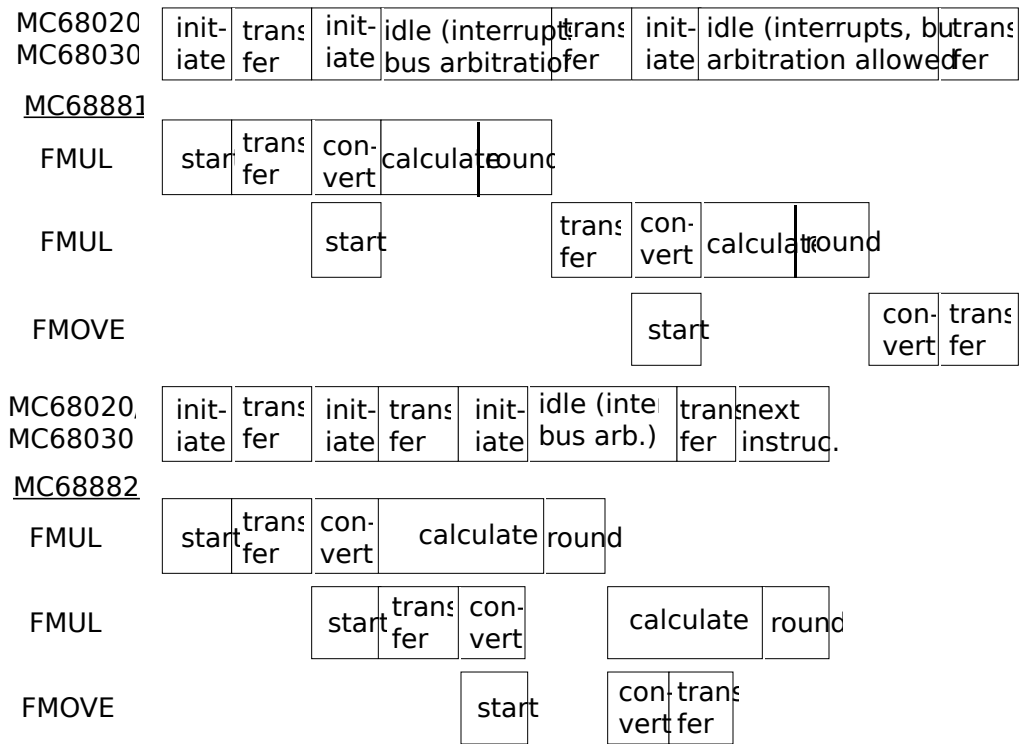 MC68020
MC68030
init-
iate
trans
fer
init-
iate
idle (interrupt
bus arbitration
trans
fer
init-
iate
idle (interrupts, bu
arbitration allowed
trans
fer
MC68881
FMUL
start
trans
fer
con-
vert
calculate
round
FMUL
start
trans
fer
con-
vert
calculate
round
FMOVE
start
con-
vert
trans
fer
MC68020/
MC68030
init-
iate
trans
fer
init-
iate
trans
fer
init-
iate
idle (inte
bus arb.)
trans
fer
next
instruc.
MC68882
FMUL
start
trans
fer
con-
vert
calculate
round
FMUL
start
trans
fer
con-
vert
calculate
round
FMOVE
start
con-
vert
trans
fer